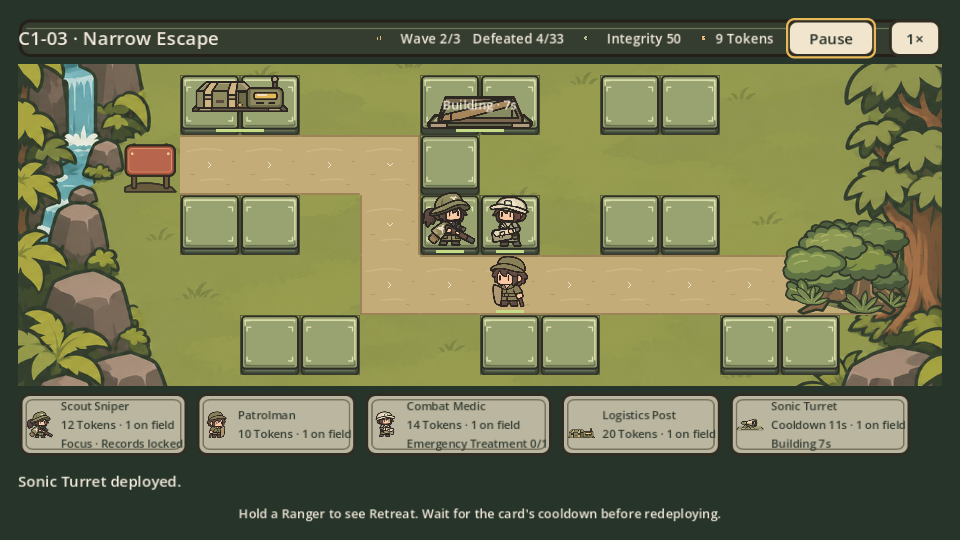 C1-03 · Narrow Escape
Wave 2/3 Defeated 4/33 Integrity 50 9 Tokens Pause 1×
Building · 7s
Scout Sniper
12 Tokens · 1 on field
Focus · Records locked
Patrolman
10 Tokens · 1 on field
Combat Medic
14 Tokens · 1 on field
Emergency Treatment 0/1
Logistics Post
20 Tokens · 1 on field
Sonic Turret
Cooldown 11s · 1 on field
Building 7s
Sonic Turret deployed.
Hold a Ranger to see Retreat. Wait for the card's cooldown before redeploying.